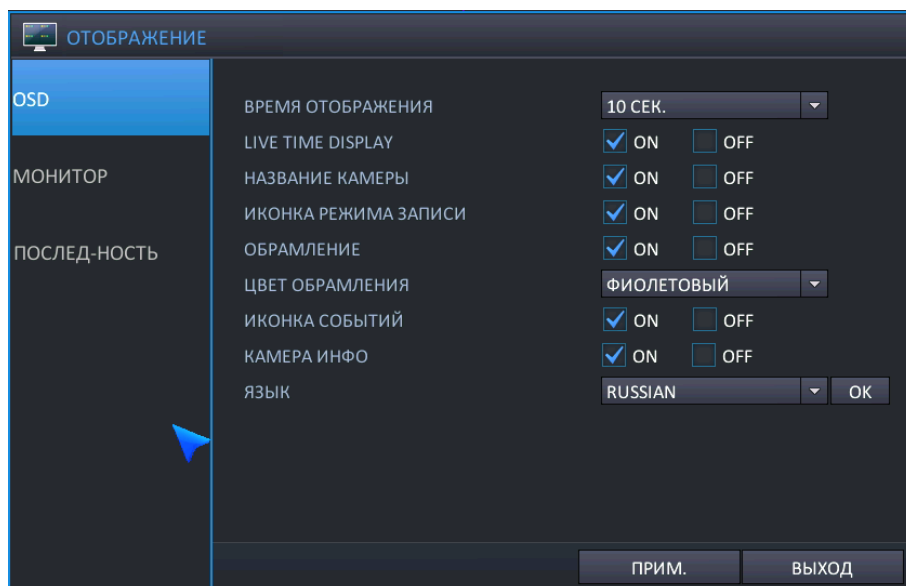 ОТОБРАЖЕНИЕ
OSD
МОНИТОР
ПОСЛЕД-НОСТЬ
ВРЕМЯ ОТОБРАЖЕНИЯ 10 СЕК.
LIVE TIME DISPLAY ON OFF
НАЗВАНИЕ КАМЕРЫ ON OFF
ИКОНКА РЕЖИМА ЗАПИСИ ON OFF
ОБРАМЛЕНИЕ ON OFF
ЦВЕТ ОБРАМЛЕНИЯ ФИОЛЕТОВЫЙ
ИКОНКА СОБЫТИЙ ON OFF
КАМЕРА ИНФО ON OFF
ЯЗЫК RUSSIAN OK
ПРИМ. ВЫХОД